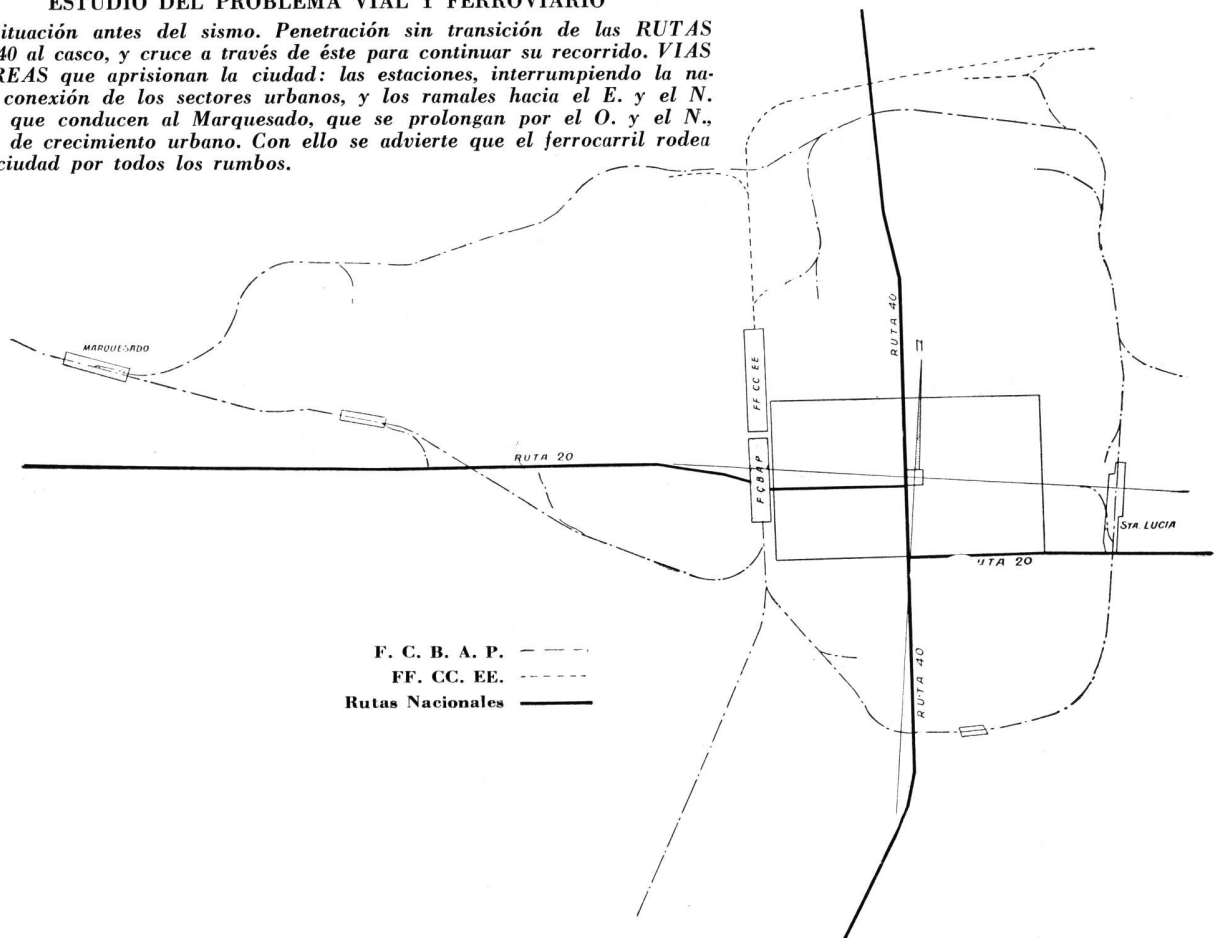 ESTUDIO DEL PROBLEMA VIAL Y FERROVIARIO
ituación antes del sismo. Penetración sin transición de las RUTAS
40 al casco, y cruce a través de éste para continuar su recorrido. VIAS
REAS que aprisionan la ciudad: las estaciones, interrumpiendo la na-
conexión de los sectores urbanos, y los ramales hacia el E. y el N.
que conducen al Marquesado, que se prolongan por el O. y el N.,
de crecimiento urbano. Con ello se advierte que el ferrocarril rodea
ciudad por todos los rumbos.
RUTA 40
MARQUESADO
FF CC EE
RUTA 20
F C B A P
STA. LUCIA
UTA 20
RUTA 40
F. C. B. A. P.
FF. CC. EE.
Rutas Nacionales